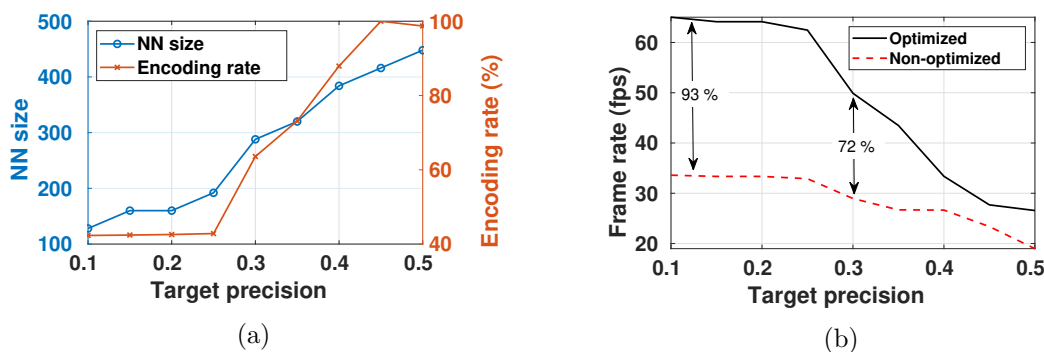 500
400
300
200
100
NN size
NN size
Encoding rate
100
80
60
40
Encoding rate (%)
0.1 0.2 0.3 0.4 0.5
Target precision
(a)
60
50
40
30
20
Frame rate (fps)
Optimized
Non-optimized
93 %
72 %
0.1 0.2 0.3 0.4 0.5
Target precision
(b)